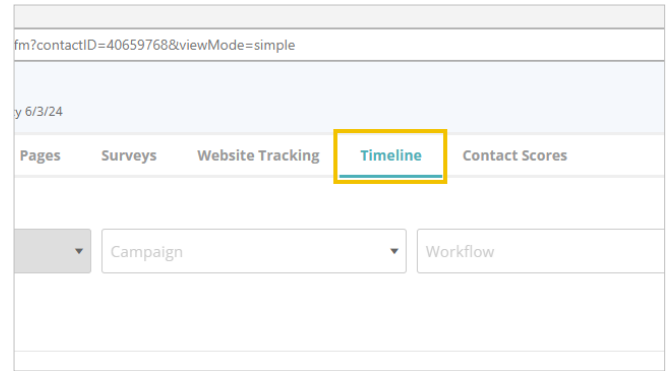 fm?contactID=40659768&viewMode=simple
y 6/3/24
Pages Surveys Website Tracking Timeline Contact Scores
Campaign Workflow